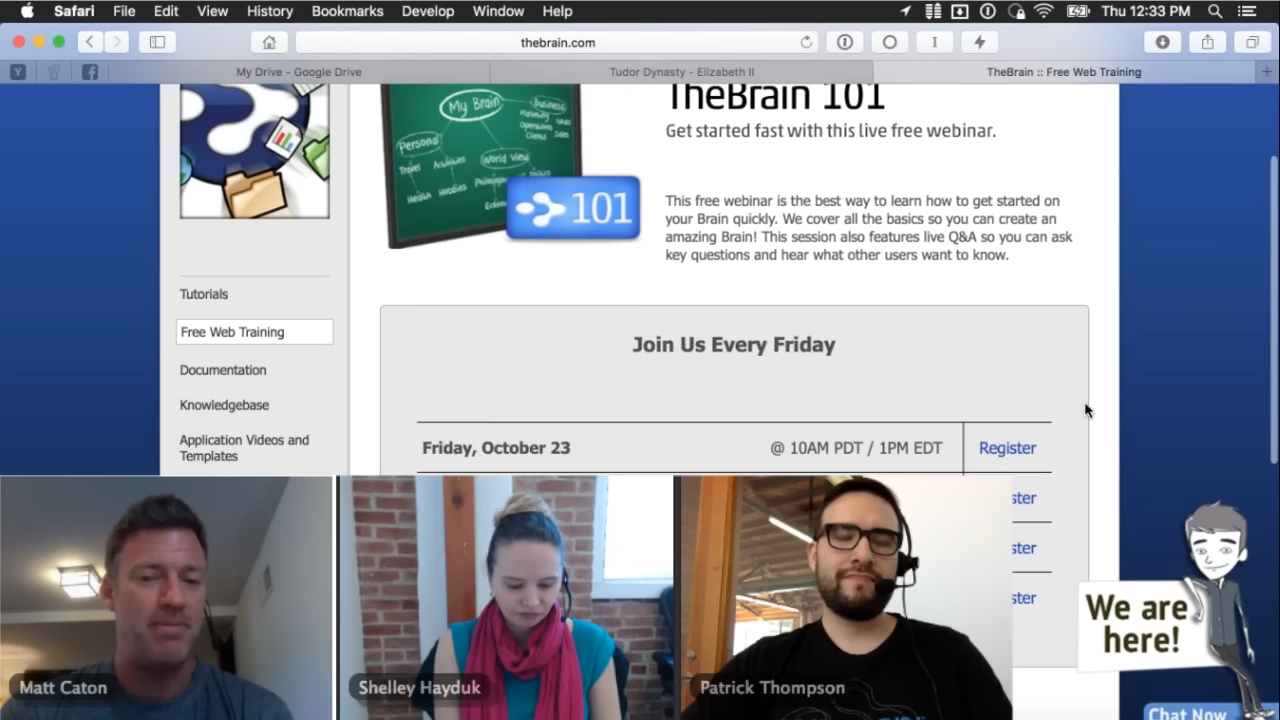 Safari File Edit View History Bookmarks Develop Window Help Thu 12:33 PM
thebrain.com
My Drive - Google Drive
Tudor Dynasty - Elizabeth II
TheBrain :: Free Web Training
My Brain
Business
Personal
World View
101
TheBrain 101
Get started fast with this live free webinar.
This free webinar is the best way to learn how to get started on
your Brain quickly. We cover all the basics so you can create an
amazing Brain! This session also features live Q&A so you can ask
key questions and hear what other users want to know.
Tutorials
Free Web Training
Documentation
Knowledgebase
Application Videos and
Templates
Join Us Every Friday
Friday, October 23 @ 10AM PDT / 1PM EDT Register
ster
ster
ster
We are
here!
Chat Now
Matt Caton
Shelley Hayduk
Patrick Thompson